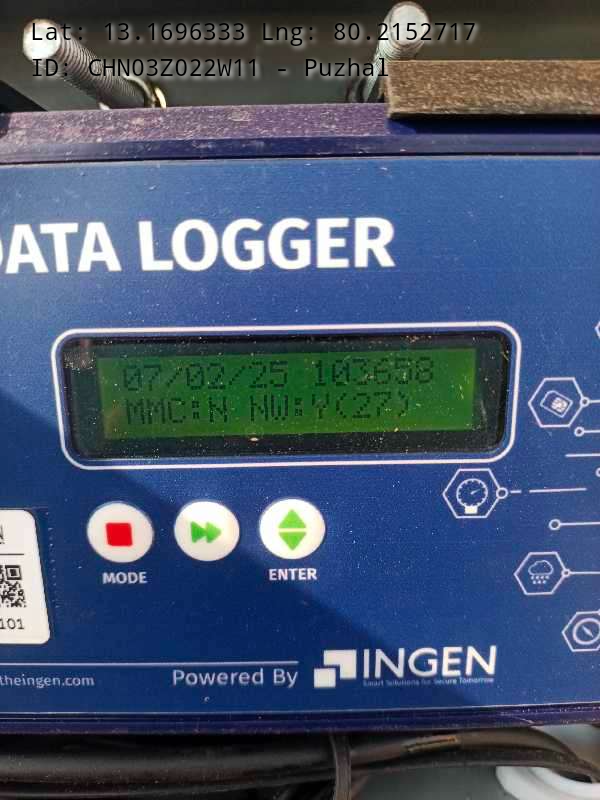 Lat: 13.1696333 Lng: 80.2152717
ID: CHN03Z022W11 - Puzhal
DATA LOGGER
07/02/25 103658
MMC:N NW:Y(27)
MODE
ENTER
101
theingen.com
Powered By
INGEN
Smart Solutions for Secure Tomorrow